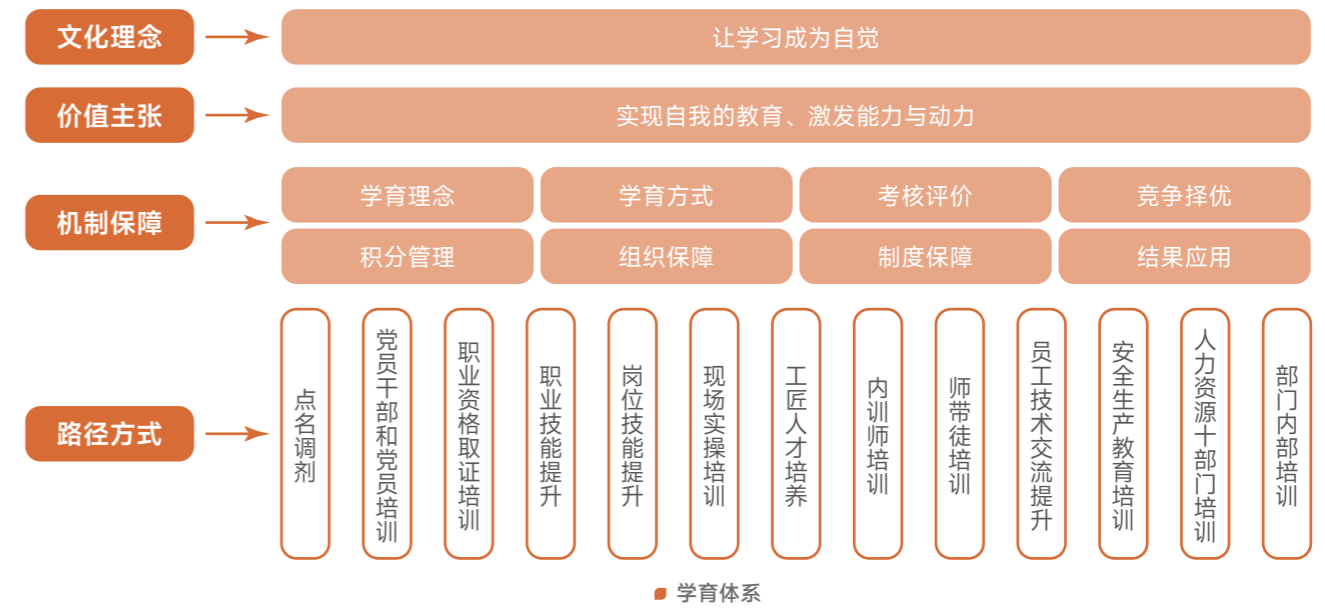 文化理念
让学习成为自觉
价值主张
实现自我的教育、激发能力与动力
机制保障
学育理念
学育方式
考核评价
竞争择优
积分管理
组织保障
制度保障
结果应用
路径方式
点名调剂
党员干部和党员培训
职业资格取证培训
职业技能提升
岗位技能提升
现场实操培训
工匠人才培养
内训师培训
师带徒培训
员工技术交流提升
安全生产教育培训
人力资源十部门培训
部门内部培训
学育体系